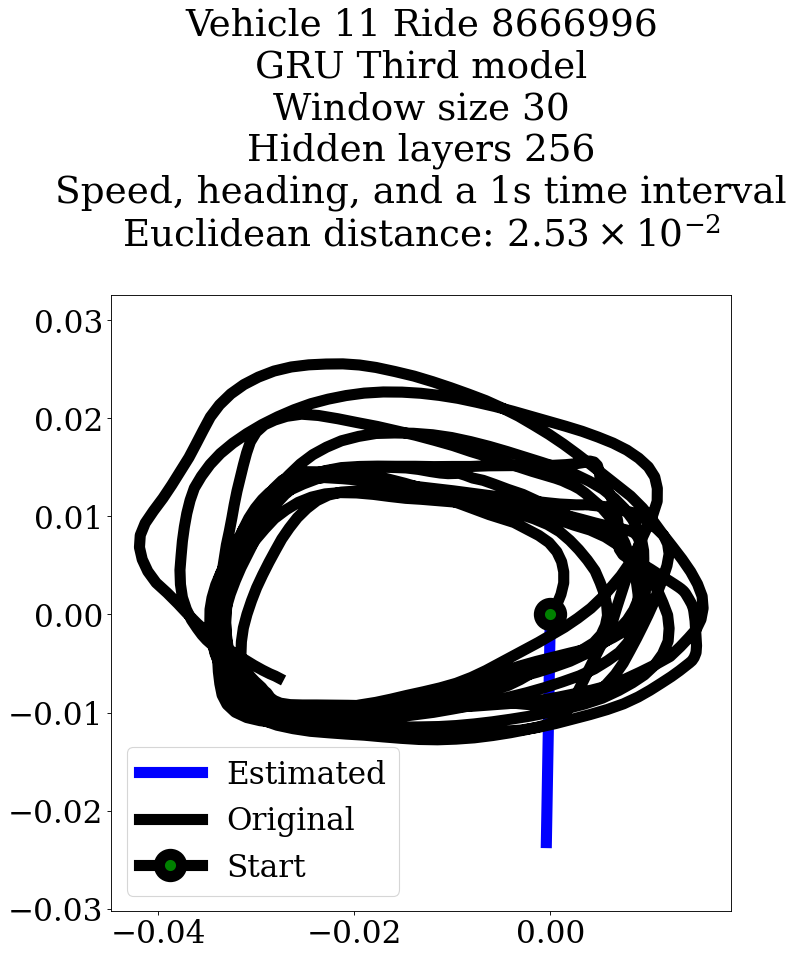 Vehicle 11 Ride 8666996
GRU Third model
Window size 30
Hidden layers 256
Speed, heading, and a 1s time interval
Euclidean distance: 2.53 × 10⁻²
0.03
0.02
0.01
0.00
−0.01
−0.02
−0.03
Estimated
Original
Start
−0.04
−0.02
0.00